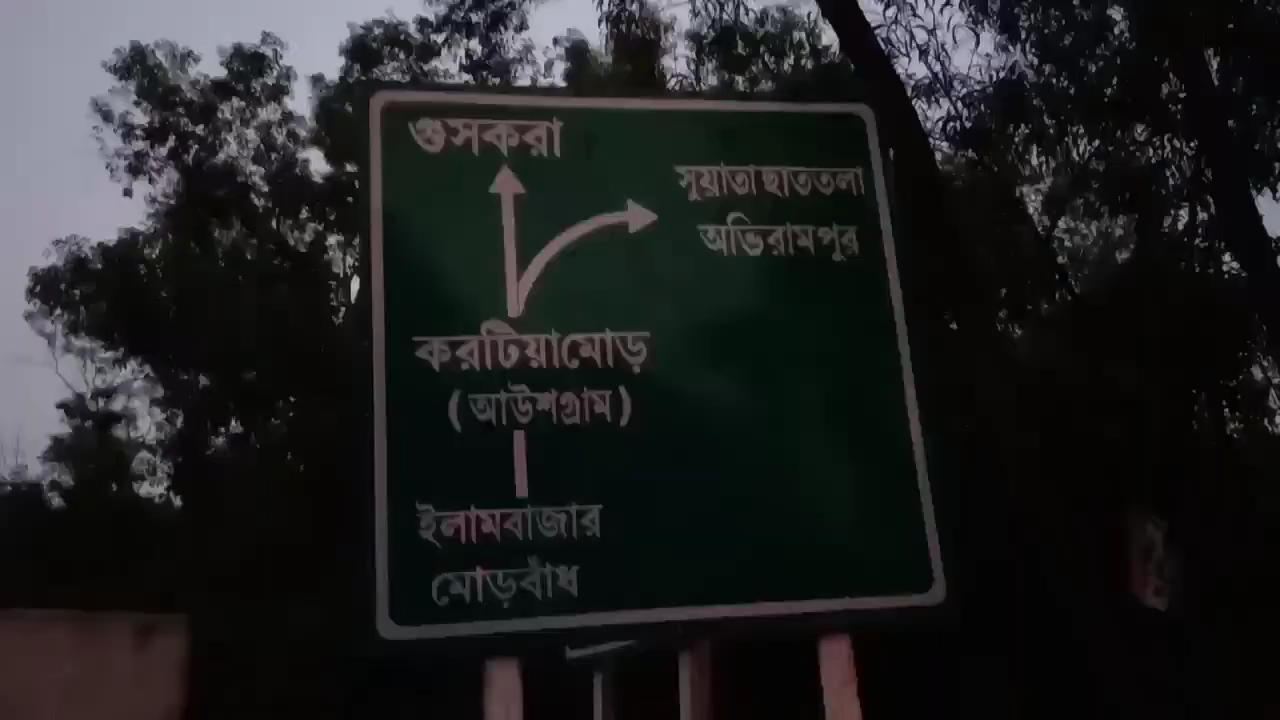 গুসকরা
সুয়াতা ছাততলা
অভিরামপুর
করটিয়ামোড়
(আউশগ্রাম)
ইলামবাজার
মোড়বাঁধ